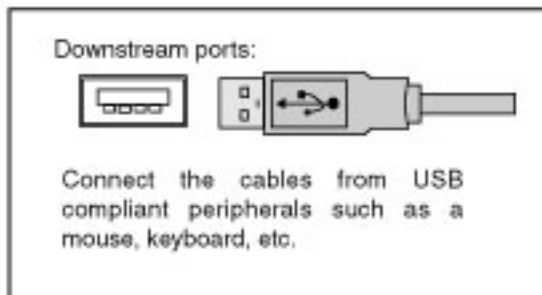 Downstream ports:
Connect the cables from USB
compliant peripherals such as a
mouse, keyboard, etc.